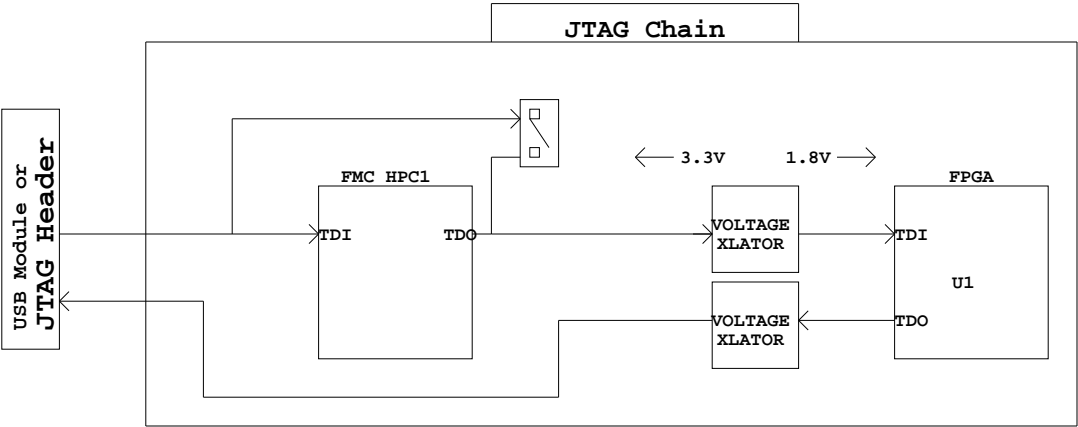 JTAG Chain
USB Module or
JTAG Header
3.3V
1.8V
FMC HPC1
FPGA
TDI
TDO
VOLTAGE
XLATOR
TDI
U1
VOLTAGE
XLATOR
TDO